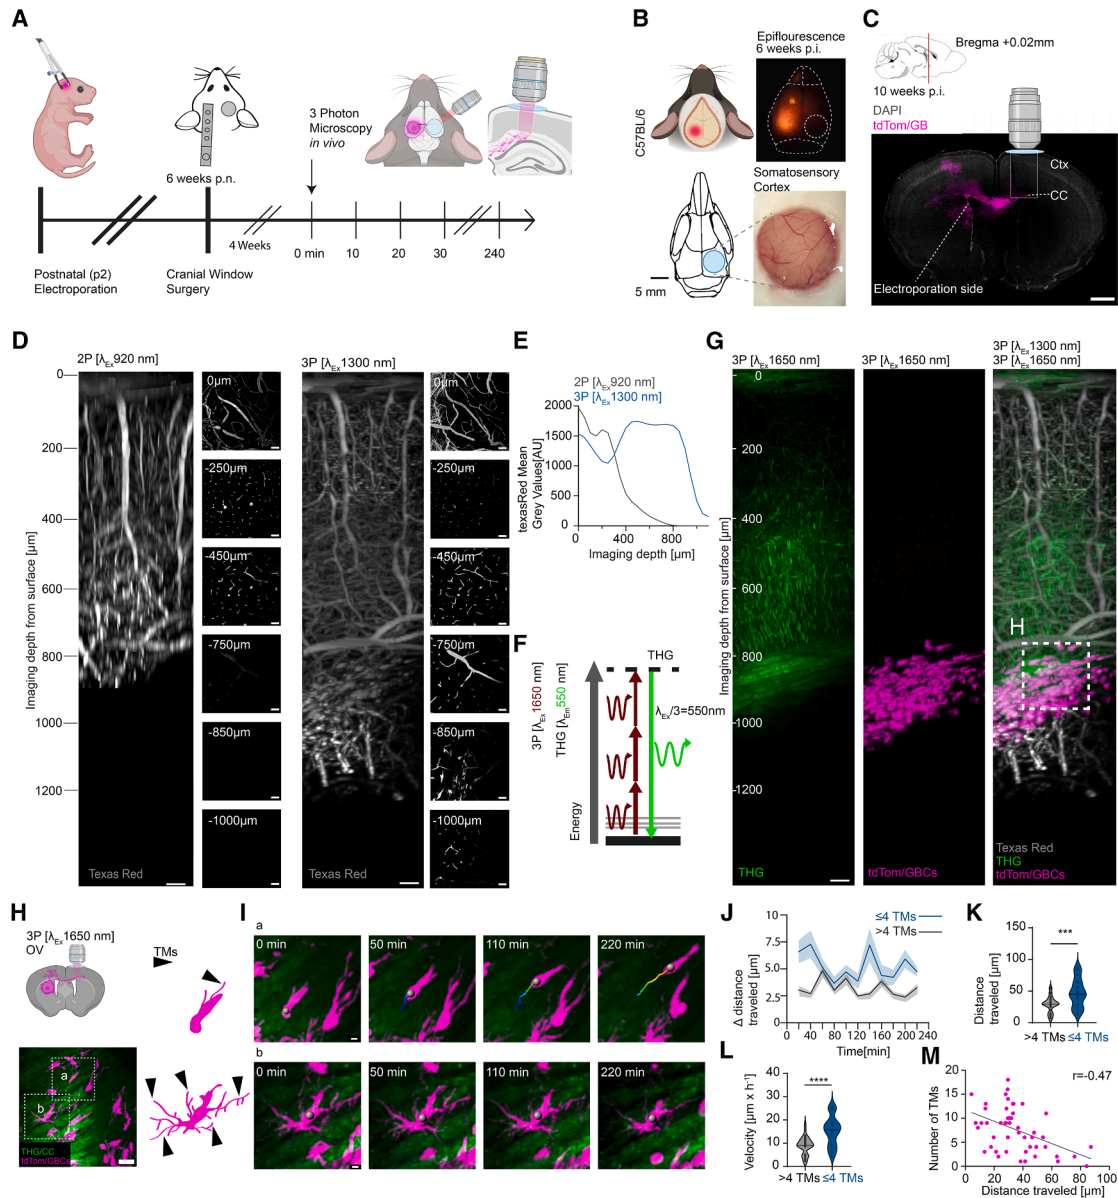 A
3 Photon
Microscopy
in vivo
6 weeks p.n.
4 Weeks
0 min
10
20
30
240
Postnatal (p2)
Electroporation
Cranial Window
Surgery
B
Epiflourescence
6 weeks p.i.
C57BL/6
Somatosensory
Cortex
5 mm
C
Bregma +0.02mm
10 weeks p.i.
DAPI
tdTom/GB
Ctx
CC
Electroporation side
D
2P [λEx920 nm]
3P [λEx1300 nm]
Imaging depth from surface [µm]
0
200
400
600
800
1000
1200
0µm
-250µm
-450µm
-750µm
-850µm
-1000µm
Texas Red
0µm
-250µm
-450µm
-750µm
-850µm
-1000µm
Texas Red
E
2P [λEx920 nm]
3P [λEx1300 nm]
texasRed Mean
Grey Values[AU]
2000
1500
1000
500
0
0
400
800
Imaging depth [µm]
F
THG
3P [λEx1650 nm]
THG [λEm550 nm]
λEx/3=550nm
Energy
G
3P [λEx1650 nm]
3P [λEx1650 nm]
3P [λEx1300 nm]
3P [λEx1650 nm]
Imaging depth from surface [µm]
0
200
400
600
800
1000
1200
H
THG
tdTom/GBCs
Texas Red
THG
tdTom/GBCs
H
3P [λEx1650 nm]
OV
TMs
a
b
THG/CC
tdTom/GBCs
I
a
0 min
50 min
110 min
220 min
b
0 min
50 min
110 min
220 min
J
≤4 TMs
>4 TMs
Δ distance
traveled [µm]
10
7.5
5.0
2.5
0
0
40
80
120
160
200
240
Time[min]
K
Distance
traveled [µm]
150
100
50
0
***
>4 TMs
≤4 TMs
L
Velocity [µm x h⁻¹]
40
30
20
10
0
****
>4 TMs
≤4 TMs
M
r=-0.47
Number of TMs
20
15
10
5
0
0
20
40
60
80
100
Distance traveled [µm]